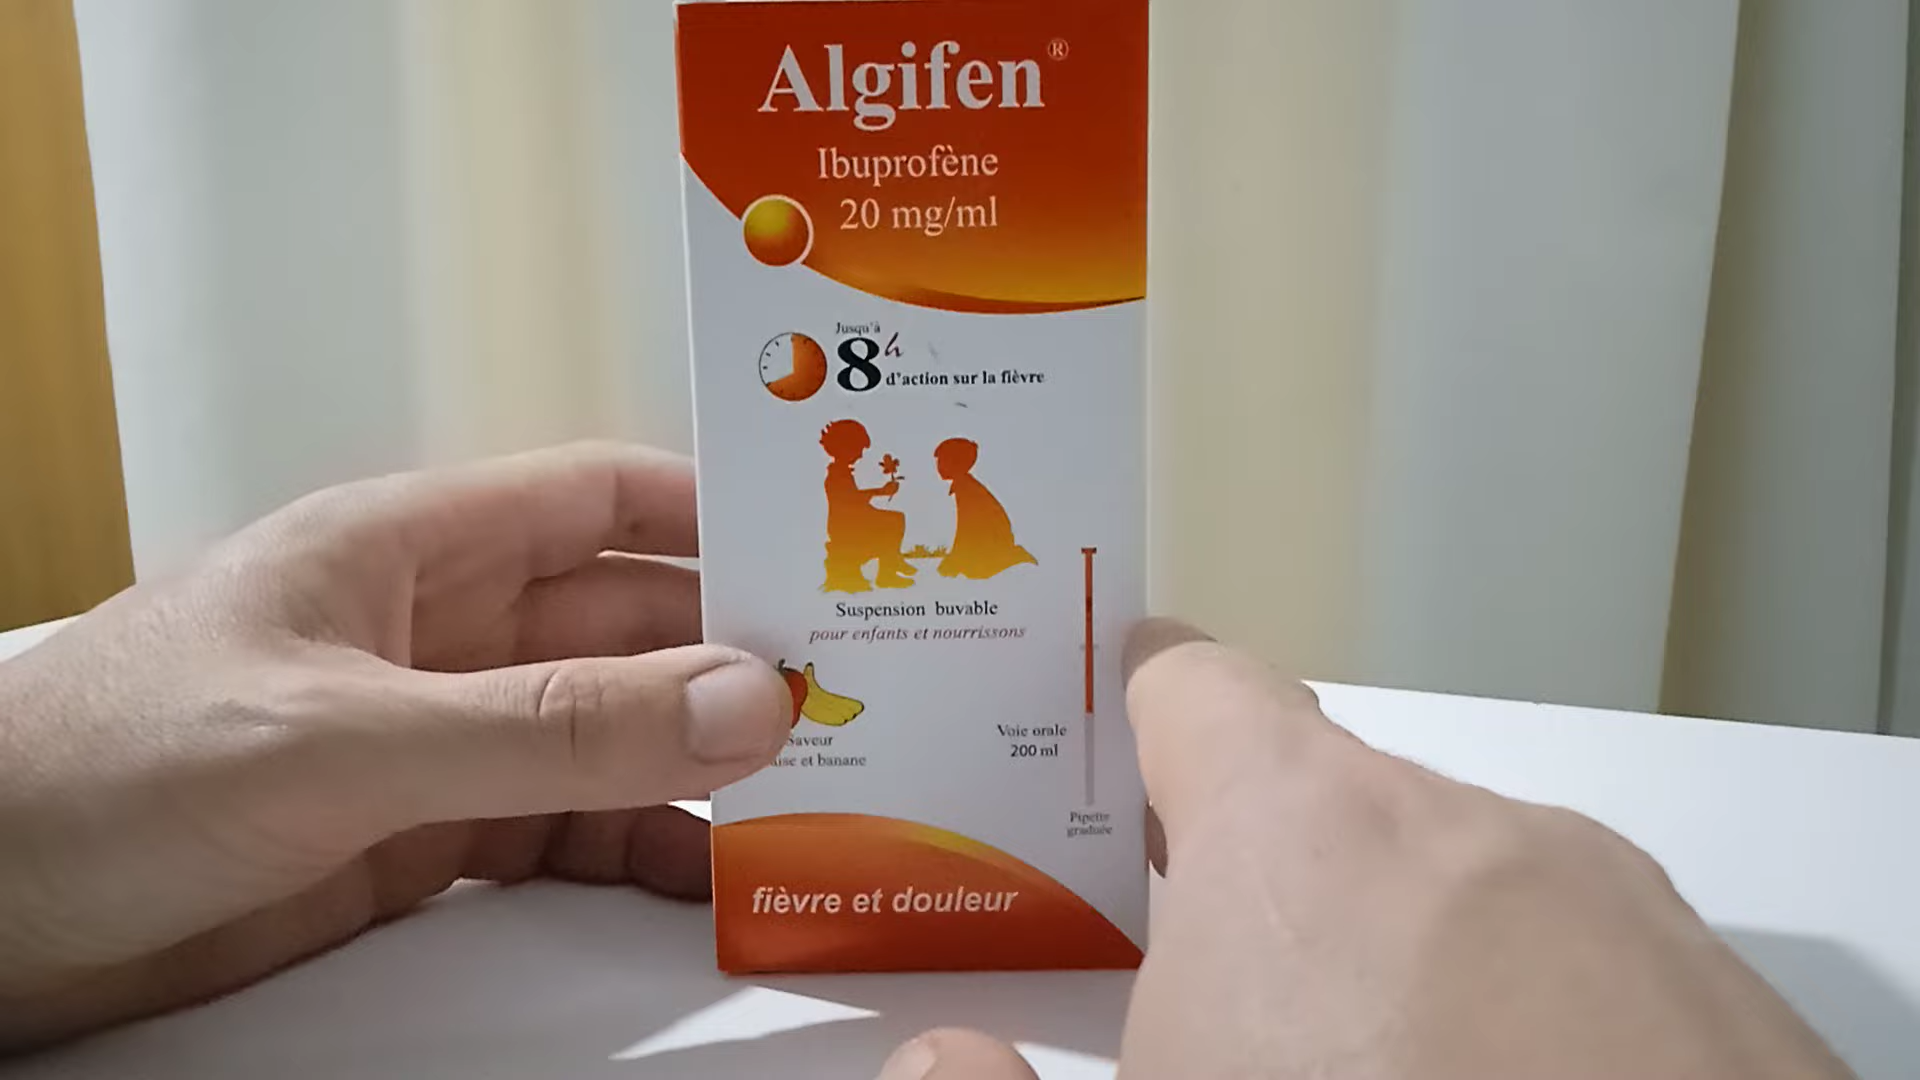 Algifen®
Ibuprofène
20 mg/ml
Jusqu'à
8h
d'action sur la fièvre
Suspension buvable
pour enfants et nourrissons
Saveur
et banane
Voie orale
200 ml
Pipette
graduée
fièvre et douleur